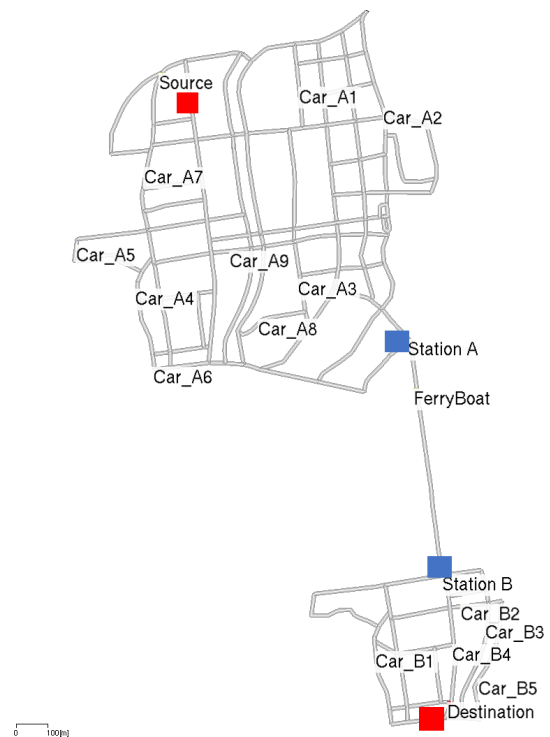 Source
Car_A1
Car_A2
Car_A7
Car_A5
Car_A9
Car_A4
Car_A3
Car_A8
Station A
Car_A6
FerryBoat
Station B
Car_B2
Car_B3
Car_B1
Car_B4
Car_B5
Destination
0 100[m]